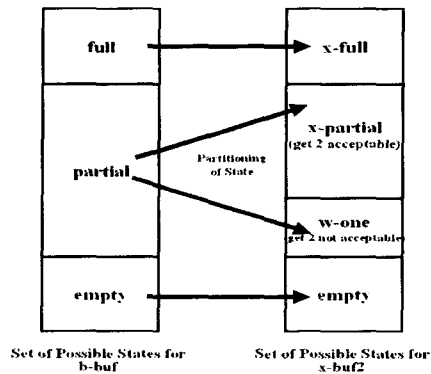 full
x-full
x-partial
(get 2 acceptable)
Partitioning
of State
partial
w-one
(get 2 not acceptable)
empty
empty
Set of Possible States for
b-buf
Set of Possible States for
x-buf2